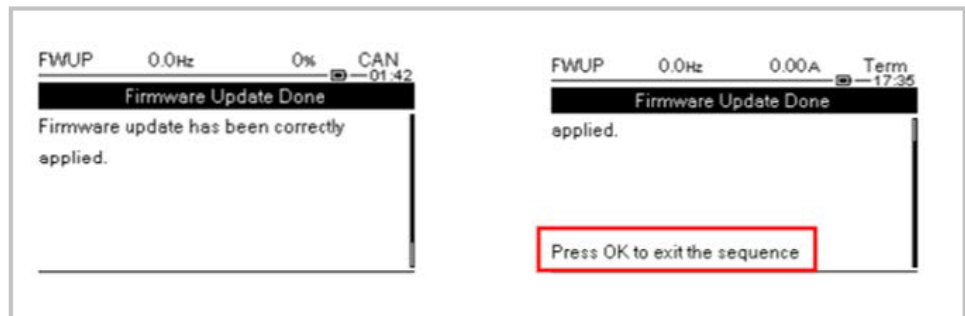 FWUP 0.0Hz 0% CAN
01:42
Firmware Update Done
Firmware update has been correctly
applied.
FWUP 0.0Hz 0.00A Term
17:35
Firmware Update Done
applied.
Press OK to exit the sequence